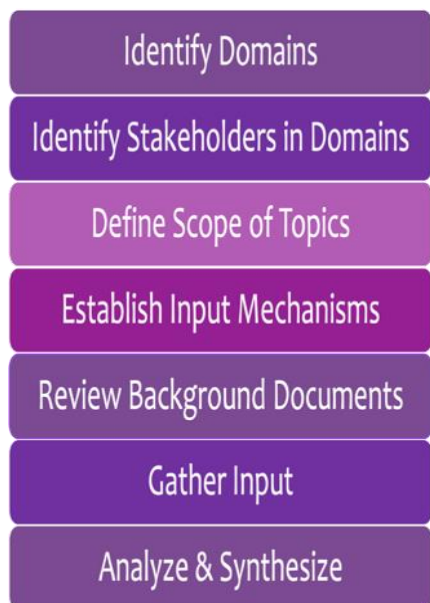 Identify Domains
Identify Stakeholders in Domains
Define Scope of Topics
Establish Input Mechanisms
Review Background Documents
Gather Input
Analyze & Synthesize